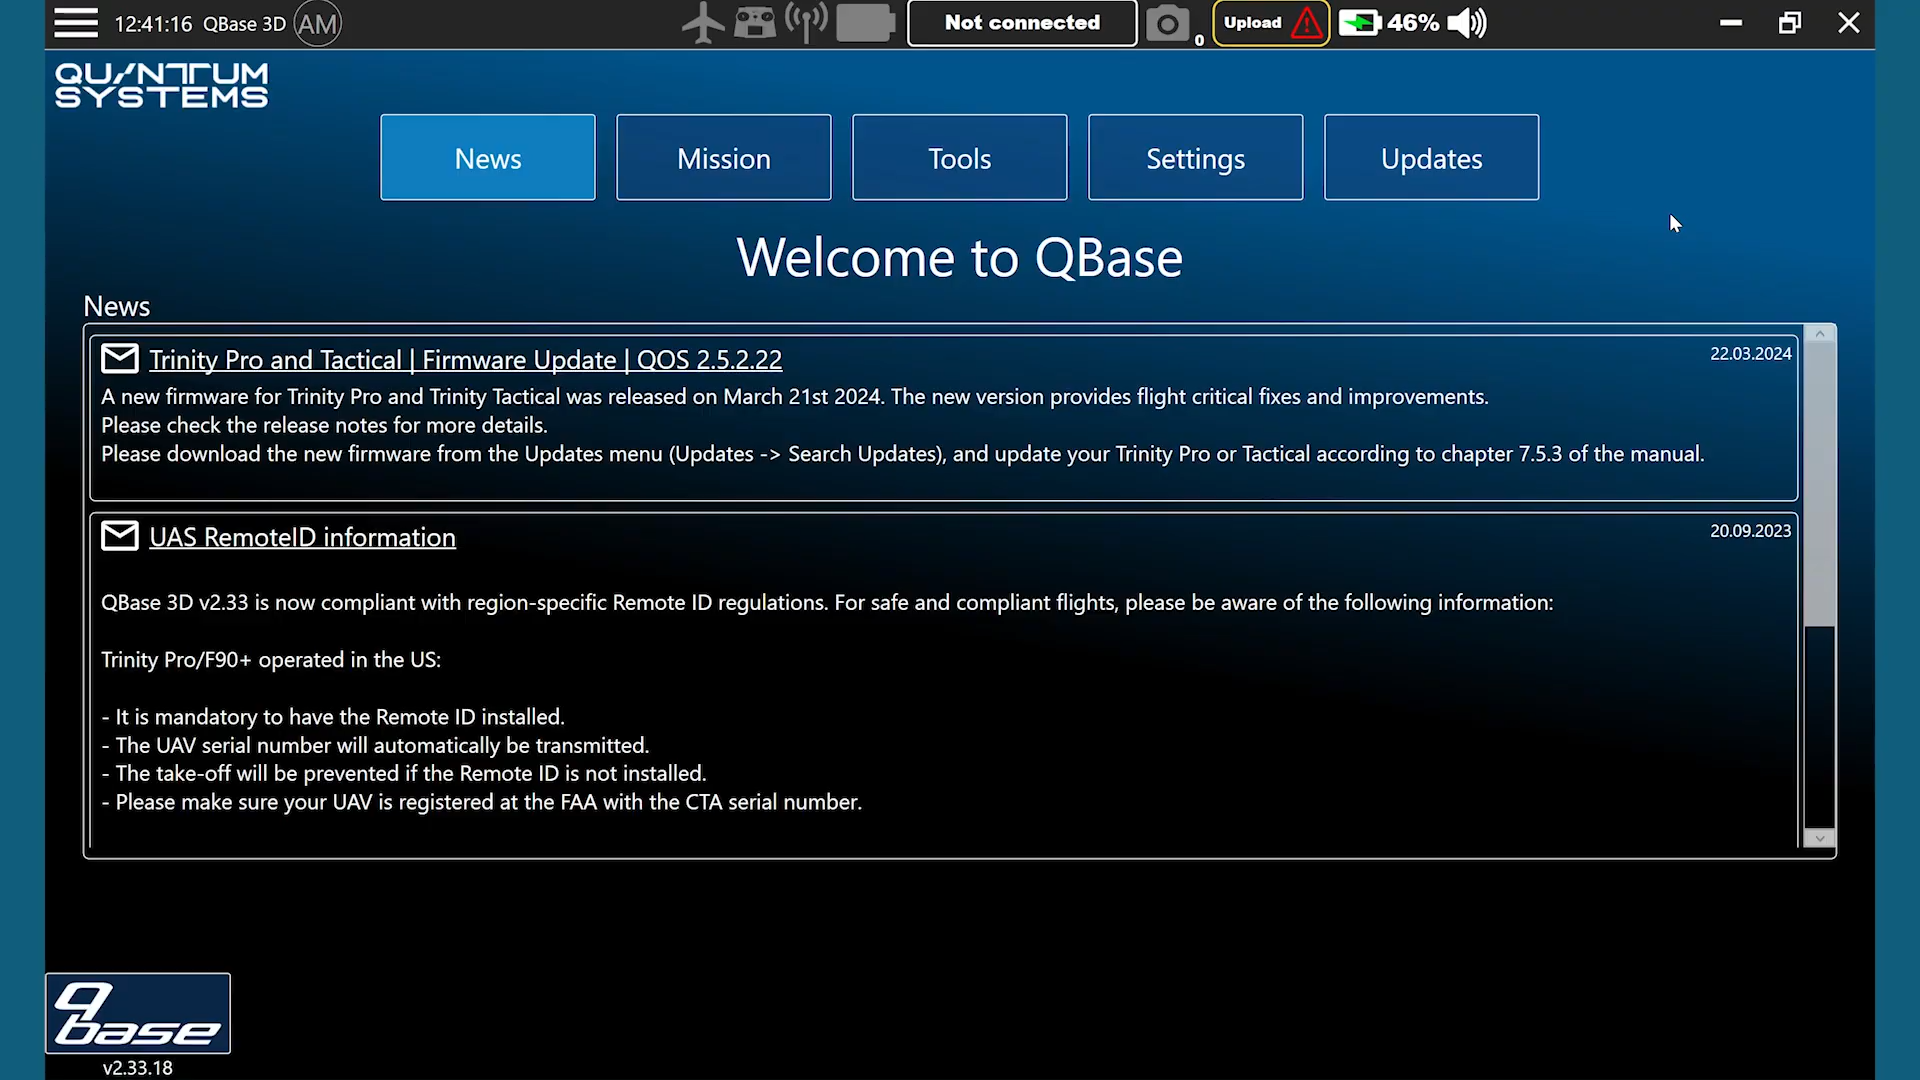 12:41:16 QBase 3D AM
Not connected
0
Upload
46%
QUANTUM
SYSTEMS
News
Mission
Tools
Settings
Updates
Welcome to QBase
News
Trinity Pro and Tactical | Firmware Update | QOS 2.5.2.22
22.03.2024
A new firmware for Trinity Pro and Trinity Tactical was released on March 21st 2024. The new version provides flight critical fixes and improvements.
Please check the release notes for more details.
Please download the new firmware from the Updates menu (Updates -> Search Updates), and update your Trinity Pro or Tactical according to chapter 7.5.3 of the manual.
UAS RemoteID information
20.09.2023
QBase 3D v2.33 is now compliant with region-specific Remote ID regulations. For safe and compliant flights, please be aware of the following information:
Trinity Pro/F90+ operated in the US:
- It is mandatory to have the Remote ID installed.
- The UAV serial number will automatically be transmitted.
- The take-off will be prevented if the Remote ID is not installed.
- Please make sure your UAV is registered at the FAA with the CTA serial number.
qbase
v2.33.18